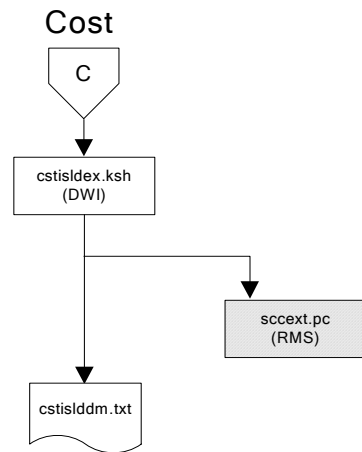 Cost
C
cstisldex.ksh
(DWI)
sccext.pc
(RMS)
cstislddm.txt